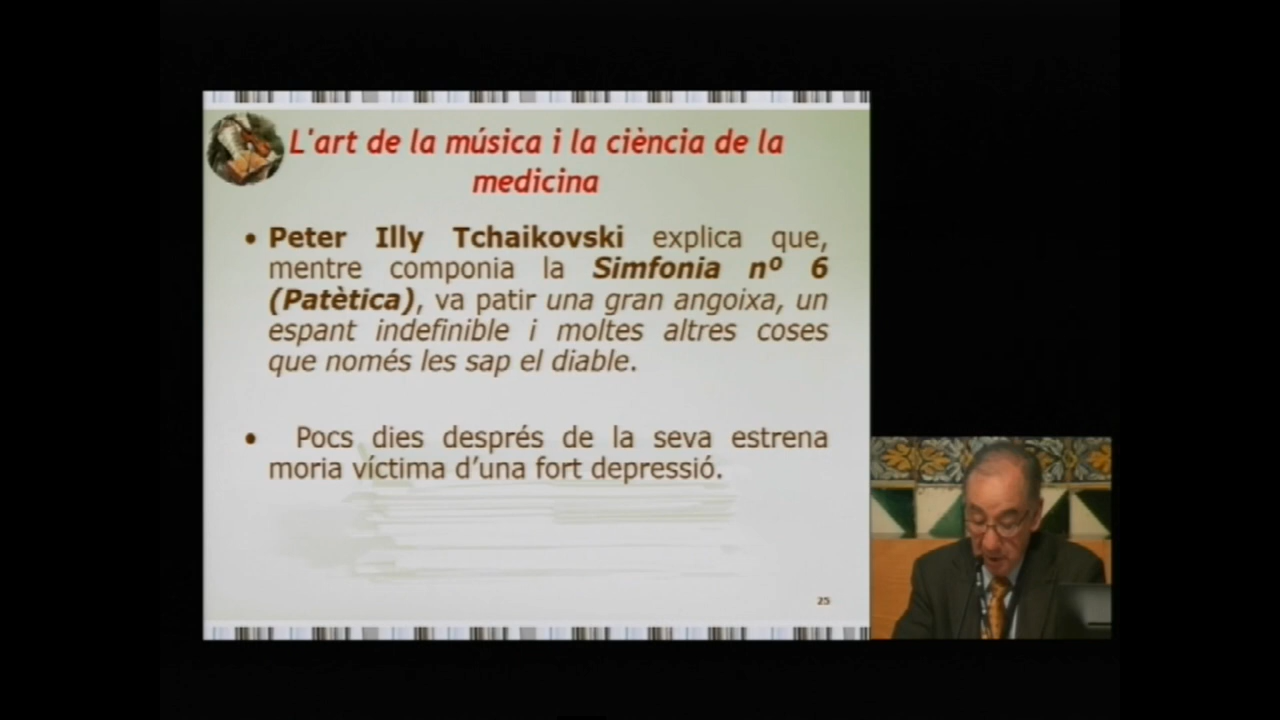 L'art de la música i la ciència de la
medicina
• Peter Illy Tchaikovski explica que,
mentre componia la Simfonia nº 6
(Patètica), va patir una gran angoixa, un
espant indefinible i moltes altres coses
que només les sap el diable.
• Pocs dies després de la seva estrena
moria víctima d’una fort depressió.
25